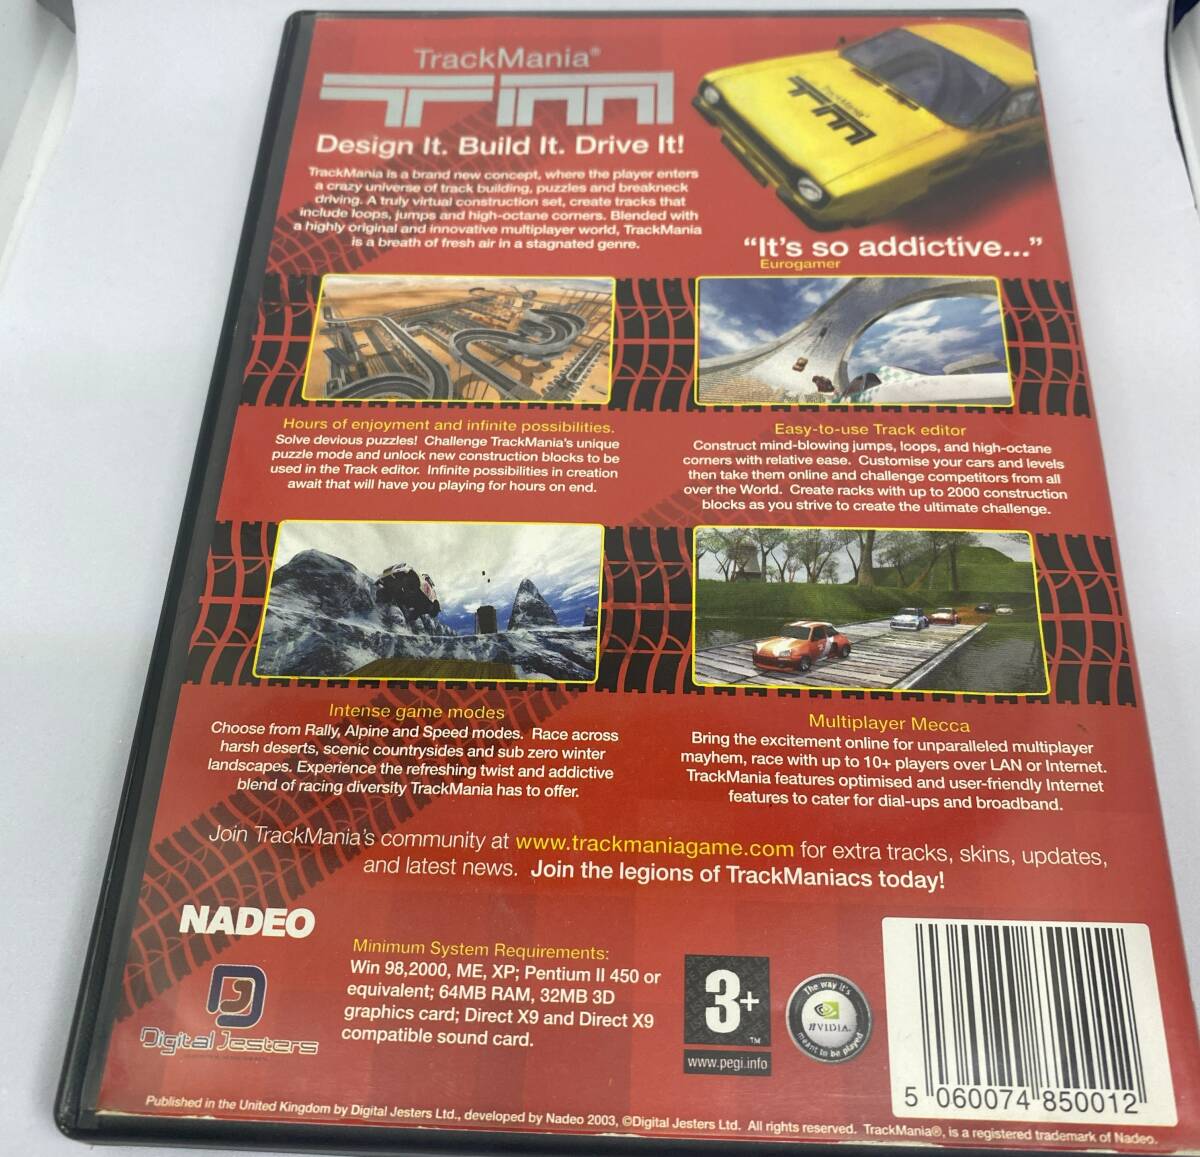 TrackMania®
TM
Design It. Build It. Drive It!
TrackMania is a brand new concept, where the player enters
a crazy universe of track building, puzzles and breakneck
driving. A truly virtual construction set, create tracks that
include loops, jumps and high-octane corners. Blended with
a highly original and innovative multiplayer world, TrackMania
is a breath of fresh air in a stagnated genre.
TrackMania®
TM
“It's so addictive...”
Eurogamer
Hours of enjoyment and infinite possibilities.
Solve devious puzzles! Challenge TrackMania's unique
puzzle mode and unlock new construction blocks to be
used in the Track editor. Infinite possibilities in creation
await that will have you playing for hours on end.
Easy-to-use Track editor
Construct mind-blowing jumps, loops, and high-octane
corners with relative ease. Customise your cars and levels
then take them online and challenge competitors from all
over the World. Create racks with up to 2000 construction
blocks as you strive to create the ultimate challenge.
Intense game modes
Choose from Rally, Alpine and Speed modes. Race across
harsh deserts, scenic countrysides and sub zero winter
landscapes. Experience the refreshing twist and addictive
blend of racing diversity TrackMania has to offer.
Multiplayer Mecca
Bring the excitement online for unparalleled multiplayer
mayhem, race with up to 10+ players over LAN or Internet.
TrackMania features optimised and user-friendly Internet
features to cater for dial-ups and broadband.
Join TrackMania's community at www.trackmaniagame.com for extra tracks, skins, updates,
and latest news. Join the legions of TrackManiacs today!
NADEO
Digital Jesters
Minimum System Requirements:
Win 98,2000, ME, XP; Pentium II 450 or
equivalent; 64MB RAM, 32MB 3D
graphics card; Direct X9 and Direct X9
compatible sound card.
3+
TM
www.pegi.info
The way it's
NVIDIA.
meant to be played
5 060074 850012
Published in the United Kingdom by Digital Jesters Ltd., developed by Nadeo 2003, ©Digital Jesters Ltd. All rights reserved. TrackMania®, is a registered trademark of Nadeo.